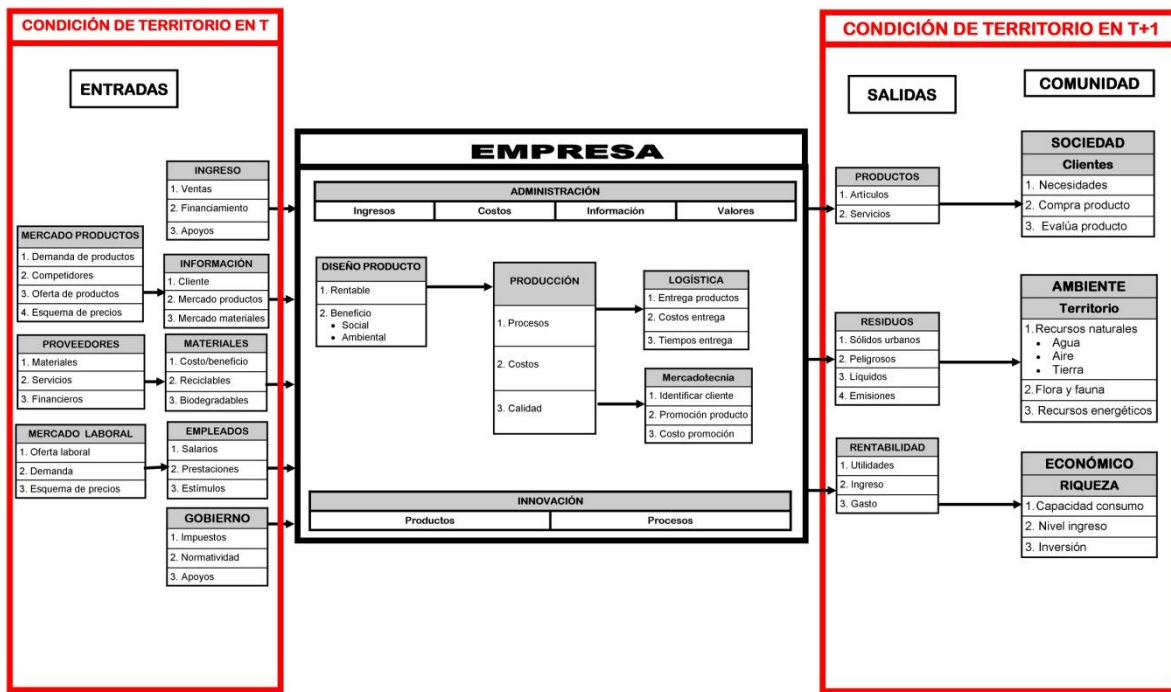 CONDICIÓN DE TERRITORIO EN T
ENTRADAS
INGRESO
1. Ventas
2. Financiamiento
3. Apoyos
MERCADO PRODUCTOS
1. Demanda de productos
2. Competidores
3. Oferta de productos
4. Esquema de precios
INFORMACIÓN
1. Cliente
2. Mercado productos
3. Mercado materiales
PROVEEDORES
1. Materiales
2. Servicios
3. Financieros
MATERIALES
1. Costo/beneficio
2. Reciclables
3. Biodegradables
MERCADO LABORAL
1. Oferta laboral
2. Demanda
3. Esquema de precios
EMPLEADOS
1. Salarios
2. Prestaciones
3. Estímulos
GOBIERNO
1. Impuestos
2. Normatividad
3. Apoyos
EMPRESA
ADMINISTRACIÓN
Ingresos Costos Información Valores
DISEÑO PRODUCTO
1. Rentable
2. Beneficio
• Social
• Ambiental
PRODUCCIÓN
1. Procesos
2. Costos
3. Calidad
LOGÍSTICA
1. Entrega productos
2. Costos entrega
3. Tiempos entrega
Mercadotecnia
1. Identificar cliente
2. Promoción producto
3. Costo promoción
INNOVACIÓN
Productos Procesos
CONDICIÓN DE TERRITORIO EN T+1
SALIDAS
COMUNIDAD
PRODUCTOS
1. Artículos
2. Servicios
SOCIEDAD
Clientes
1. Necesidades
2. Compra producto
3. Evalúa producto
RESIDUOS
1. Sólidos urbanos
2. Peligrosos
3. Líquidos
4. Emisiones
AMBIENTE
Territorio
1. Recursos naturales
• Agua
• Aire
• Tierra
2. Flora y fauna
3. Recursos energéticos
RENTABILIDAD
1. Utilidades
2. Ingreso
3. Gasto
ECONÓMICO
RIQUEZA
1. Capacidad consumo
2. Nivel ingreso
3. Inversión